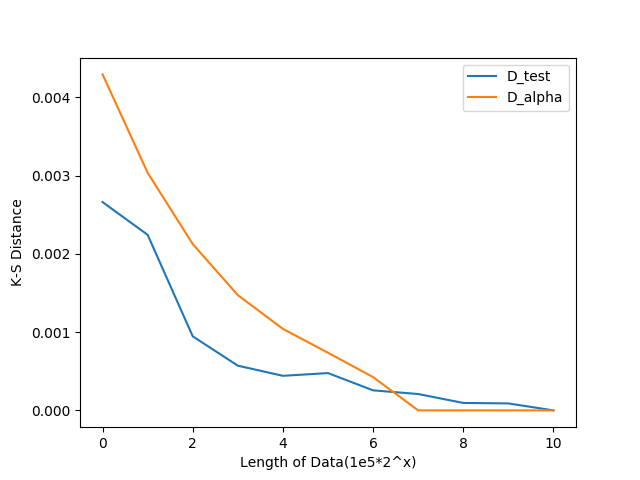 D_test
D_alpha
0.004
0.003
0.002
0.001
0.000
K-S Distance
0 2 4 6 8 10
Length of Data(1e5*2^x)